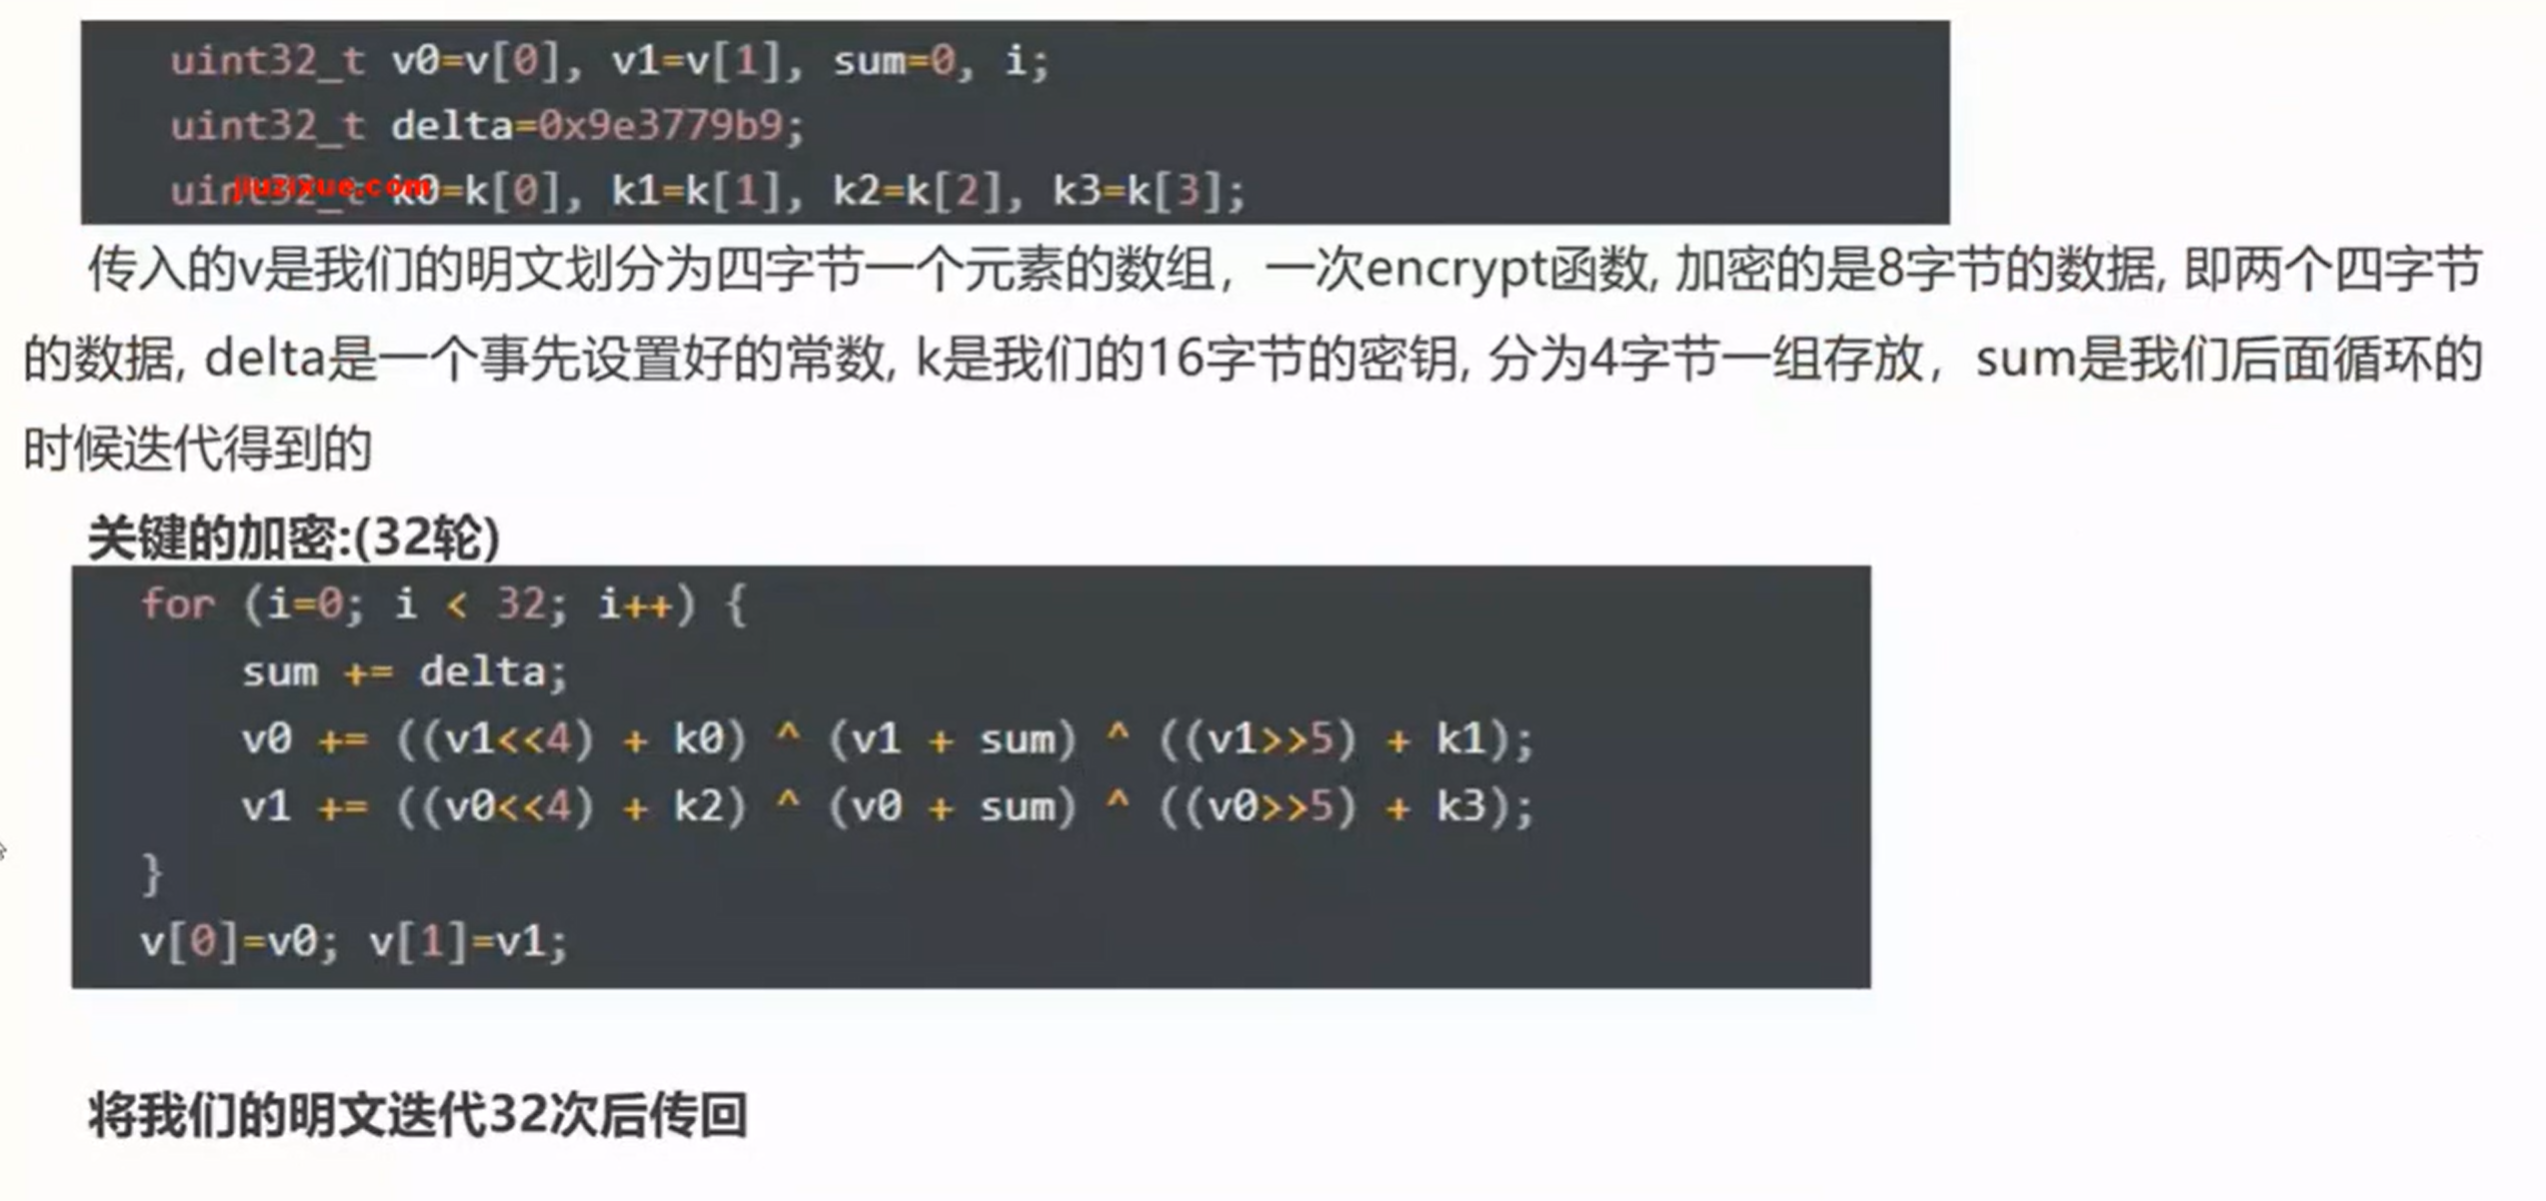 uint32_t v0=v[0], v1=v[1], sum=0, i;
uint32_t delta=0x9e3779b9;
uint32_t k0=k[0], k1=k[1], k2=k[2], k3=k[3];
jiuzixue.com
传入的v是我们的明文划分为四字节一个元素的数组，一次encrypt函数, 加密的是8字节的数据, 即两个四字节
的数据, delta是一个事先设置好的常数, k是我们的16字节的密钥, 分为4字节一组存放，sum是我们后面循环的
时候迭代得到的
关键的加密:(32轮)
for (i=0; i < 32; i++) {
sum += delta;
v0 += ((v1<<4) + k0) ^ (v1 + sum) ^ ((v1>>5) + k1);
v1 += ((v0<<4) + k2) ^ (v0 + sum) ^ ((v0>>5) + k3);
}
v[0]=v0; v[1]=v1;
将我们的明文迭代32次后传回